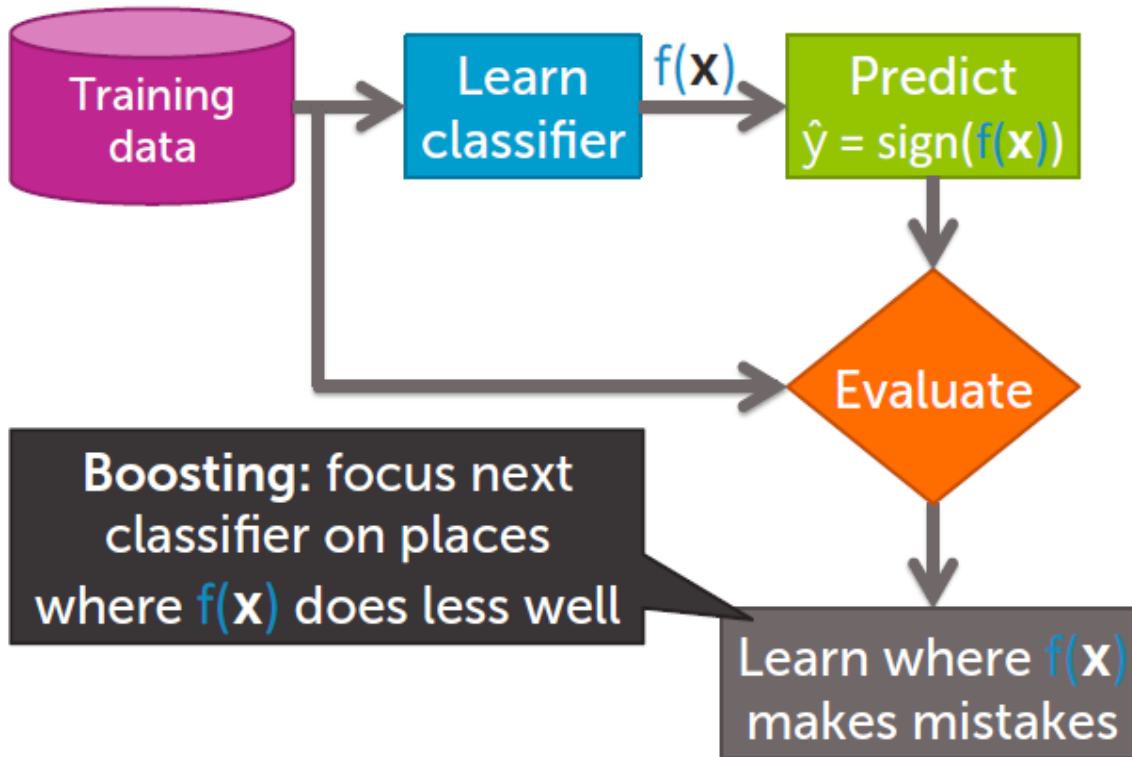 Training
data
Learn
classifier
f(x)
Predict
ŷ = sign(f(x))
Evaluate
Boosting: focus next
classifier on places
where f(x) does less well
Learn where f(x)
makes mistakes